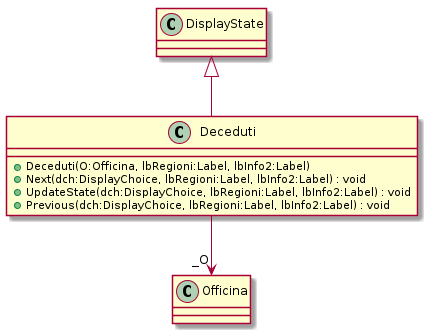 C DisplayState
C Deceduti
Deceduti(O:Officina, lbRegioni:Label, lbInfo2:Label)
Next(dch:DisplayChoice, lbRegioni:Label, lbInfo2:Label) : void
UpdateState(dch:DisplayChoice, lbRegioni:Label, lbInfo2:Label) : void
Previous(dch:DisplayChoice, lbRegioni:Label, lbInfo2:Label) : void
_O
C Officina